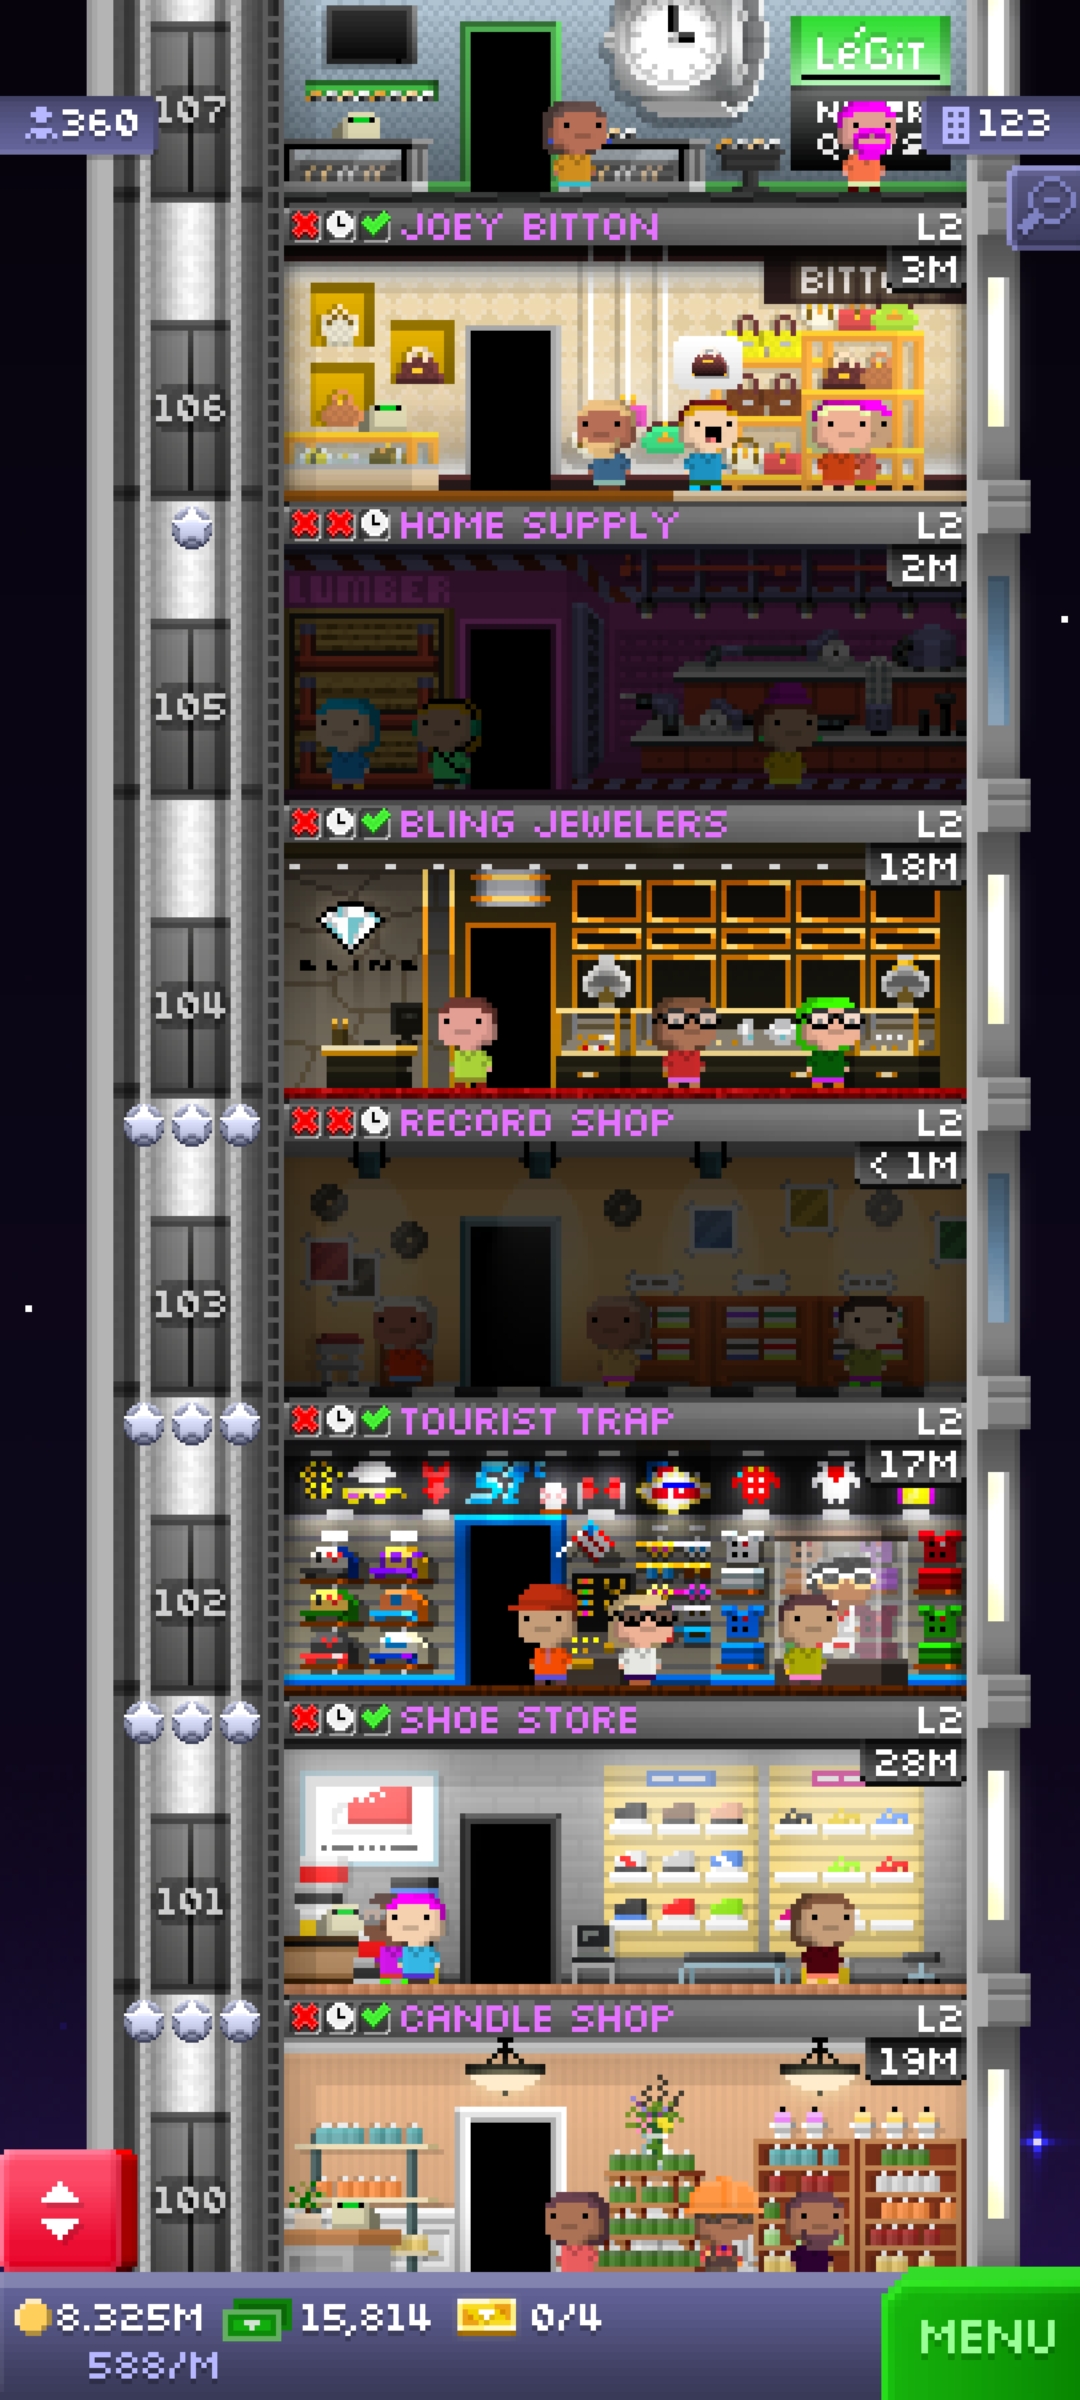 LéGiT
107
360
123
JOEY BITTON L2
3M
106
HOME SUPPLY L2
2M
LUMBER
105
BLING JEWELERS L2
18M
BLING
104
RECORD SHOP L2
< 1M
103
TOURIST TRAP L2
17M
102
SHOE STORE L2
28M
101
CANDLE SHOP L2
19M
100
8.325M 15,814 0/4
588/M
MENU